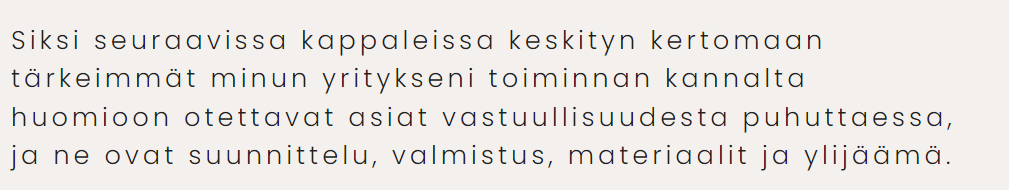 Siksi seuraavissa kappaleissa keskityn kertomaan
tärkeimmät minun yritykseni toiminnan kannalta
huomioon otettavat asiat vastuullisuudesta puhuttaessa,
ja ne ovat suunnittelu, valmistus, materiaalit ja ylijäämä.